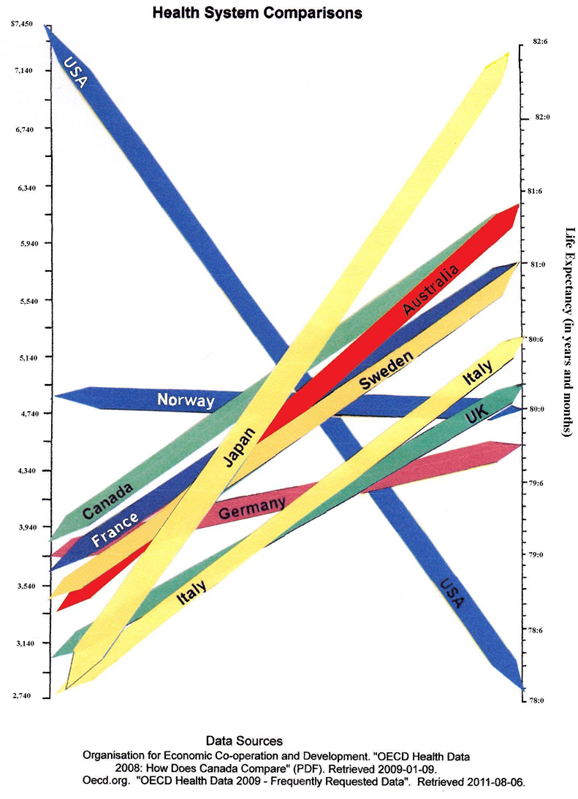 Health System Comparisons
$7,450
7,140
6,740
6,340
5,940
5,540
5,140
4,740
4,340
3,940
3,540
3,140
2,740
82:6
82:0
81:6
81:0
80:6
80:0
79:6
79:0
78:6
78:0
Life Expectancy (in years and months)
USA
Norway
Canada
France
Japan
Germany
Italy
Australia
Sweden
Italy
UK
USA
Data Sources
Organisation for Economic Co-operation and Development. "OECD Health Data
2008: How Does Canada Compare" (PDF). Retrieved 2009-01-09.
Oecd.org. "OECD Health Data 2009 - Frequently Requested Data". Retrieved 2011-08-06.